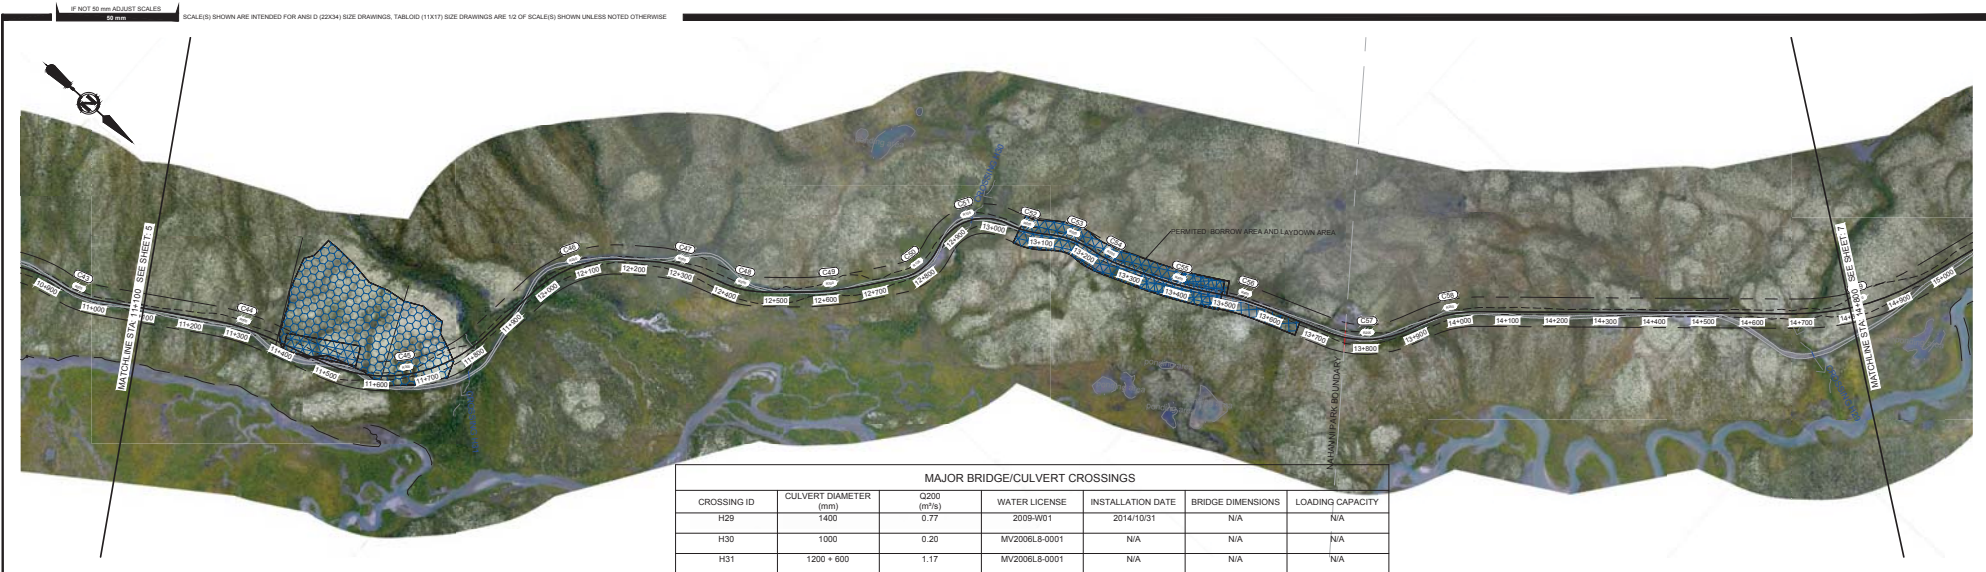 IF NOT 50 mm ADJUST SCALES
50 mm
SCALE(S) SHOWN ARE INTENDED FOR ANSI D (22X34) SIZE DRAWINGS, TABLOID (11X17) SIZE DRAWINGS ARE 1/2 OF SCALE(S) SHOWN UNLESS NOTED OTHERWISE
N
MATCHLINE STA: 11+100 SEE SHEET: 5
C43
C44
C45
C46
C47
C48
C49
C50
C51
C52
C53
C54
C55
C56
C57
C58
10+900
11+000
100
11+200
11+300
11+400
11+500
11+600
11+700
11+800
11+900
12+000
12+100
12+200
12+300
12+400
12+500
12+600
12+700
12+800
12+900
13+000
13+100
13+200
13+300
13+400
13+500
13+600
13+700
13+800
13+900
14+000
14+100
14+200
14+300
14+400
14+500
14+600
14+700
14+900
15+000
PERMITED, BORROW AREA AND LAYDOWN AREA
NAHANNI PARK BOUNDARY
MATCHLINE STA: 14+800 SEE SHEET: 7
MAJOR BRIDGE/CULVERT CROSSINGS
CROSSING ID CULVERT DIAMETER (mm) Q200 (m³/s) WATER LICENSE INSTALLATION DATE BRIDGE DIMENSIONS LOADING CAPACITY
H29 1400 0.77 2009-W01 2014/10/31 N/A N/A
H30 1000 0.20 MV2006L8-0001 N/A N/A N/A
H31 1200 + 600 1.17 MV2006L8-0001 N/A N/A N/A